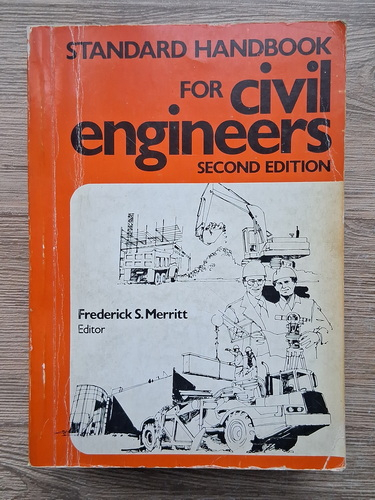 STANDARD HANDBOOK
FOR civil
engineers
SECOND EDITION
Frederick S. Merritt
Editor